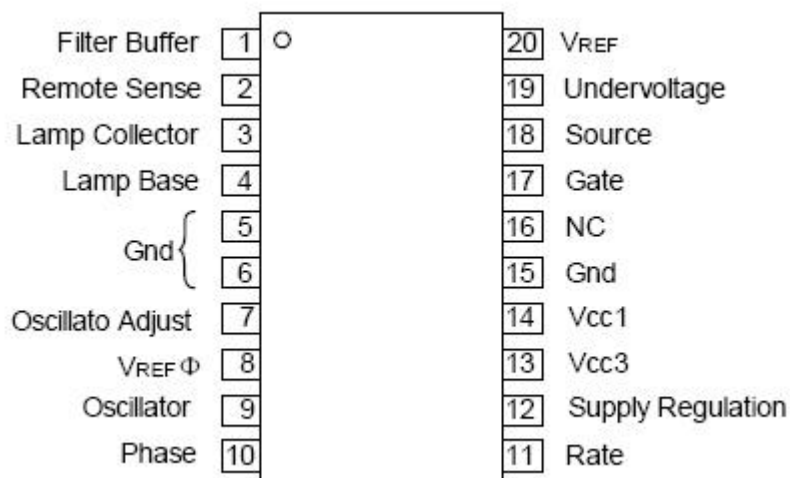 Filter Buffer 1 20 VREF
Remote Sense 2 19 Undervoltage
Lamp Collector 3 18 Source
Lamp Base 4 17 Gate
5 16 NC
Gnd
6 15 Gnd
Oscillato Adjust 7 14 Vcc1
VREFΦ 8 13 Vcc3
Oscillator 9 12 Supply Regulation
Phase 10 11 Rate